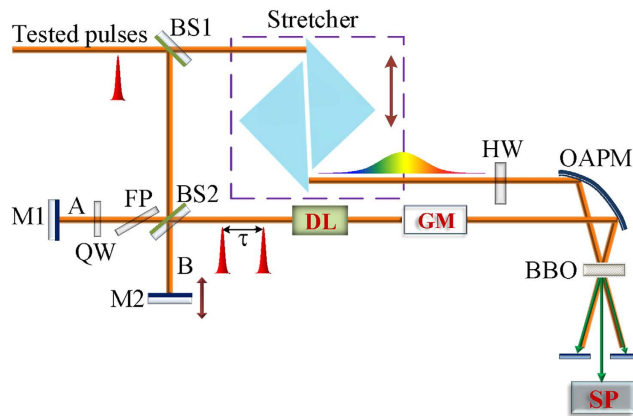 Tested pulses
BS1
Stretcher
HW
OAPM
M1
A
QW
FP
BS2
τ
DL
GM
B
M2
BBO
SP